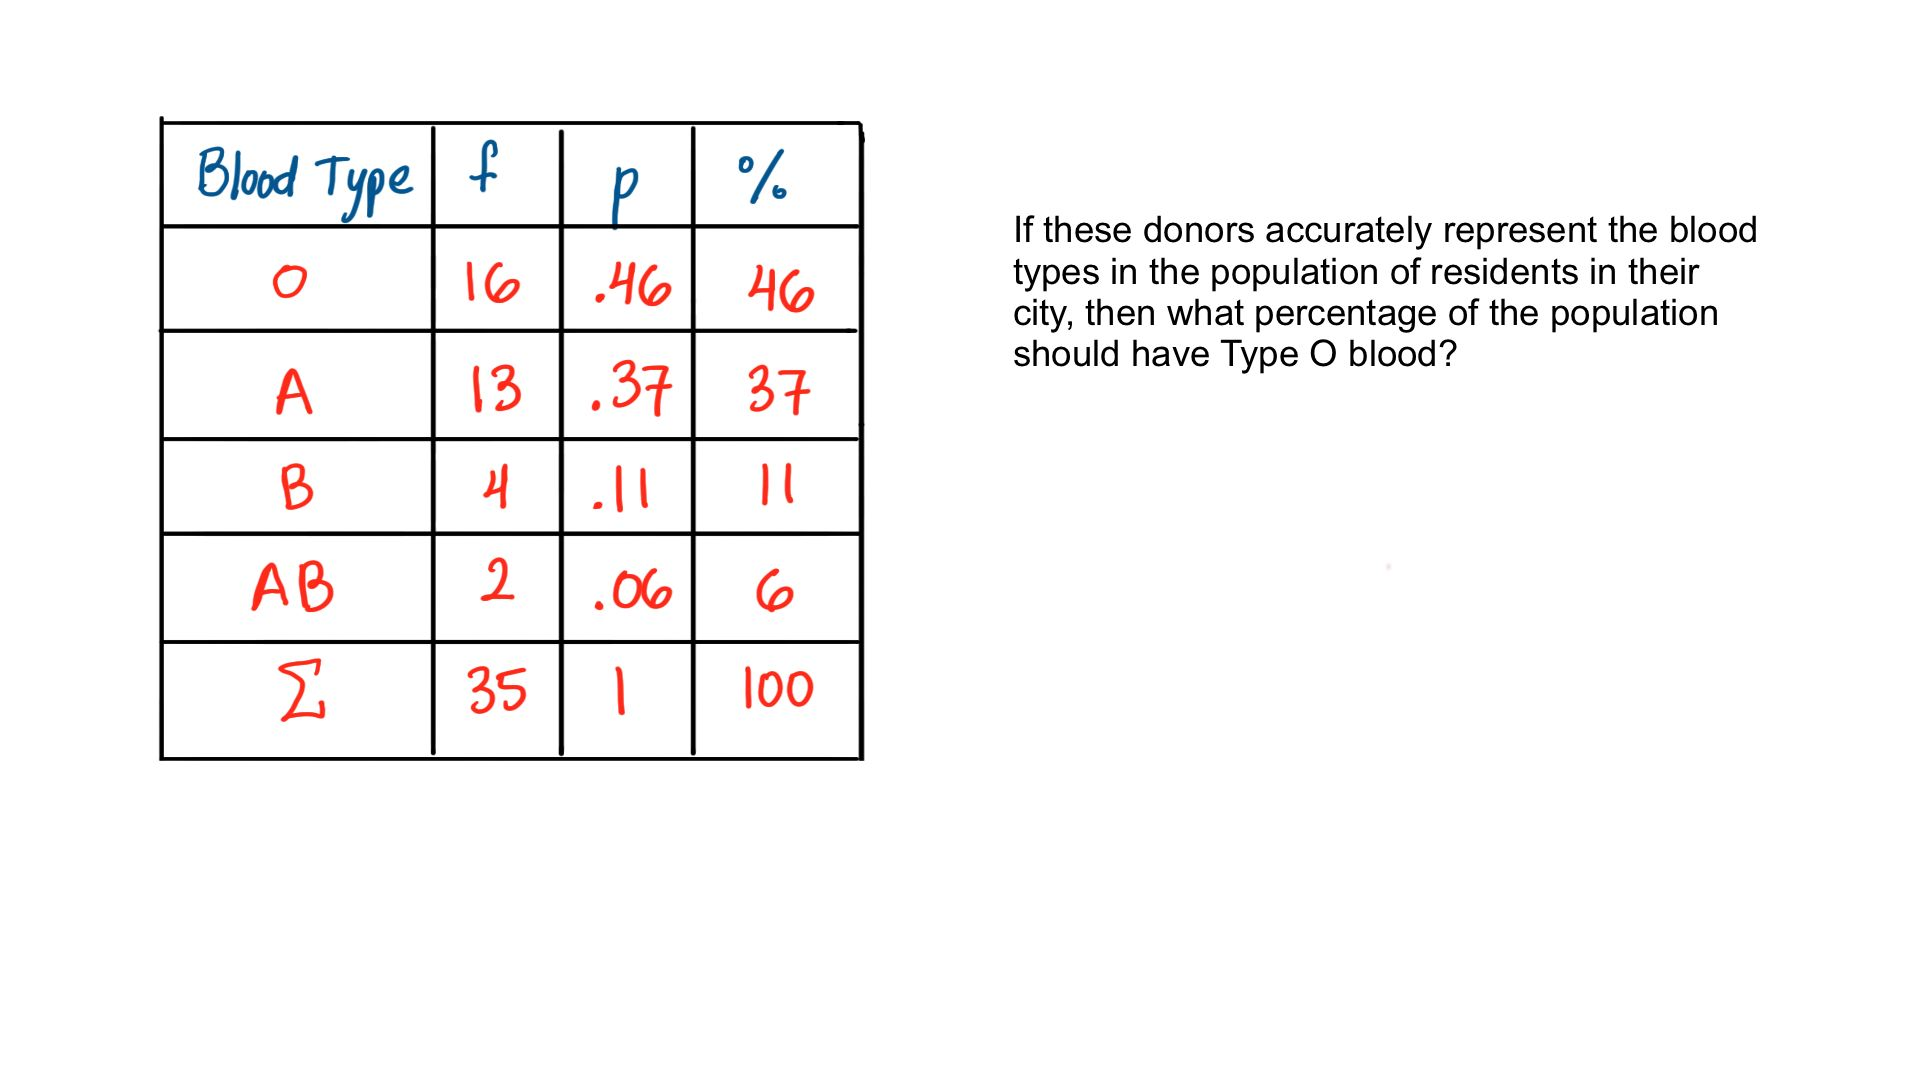 Blood Type f p %
O 16 .46 46
A 13 .37 37
B 4 .11 11
AB 2 .06 6
Σ 35 1 100
If these donors accurately represent the blood
types in the population of residents in their
city, then what percentage of the population
should have Type O blood?